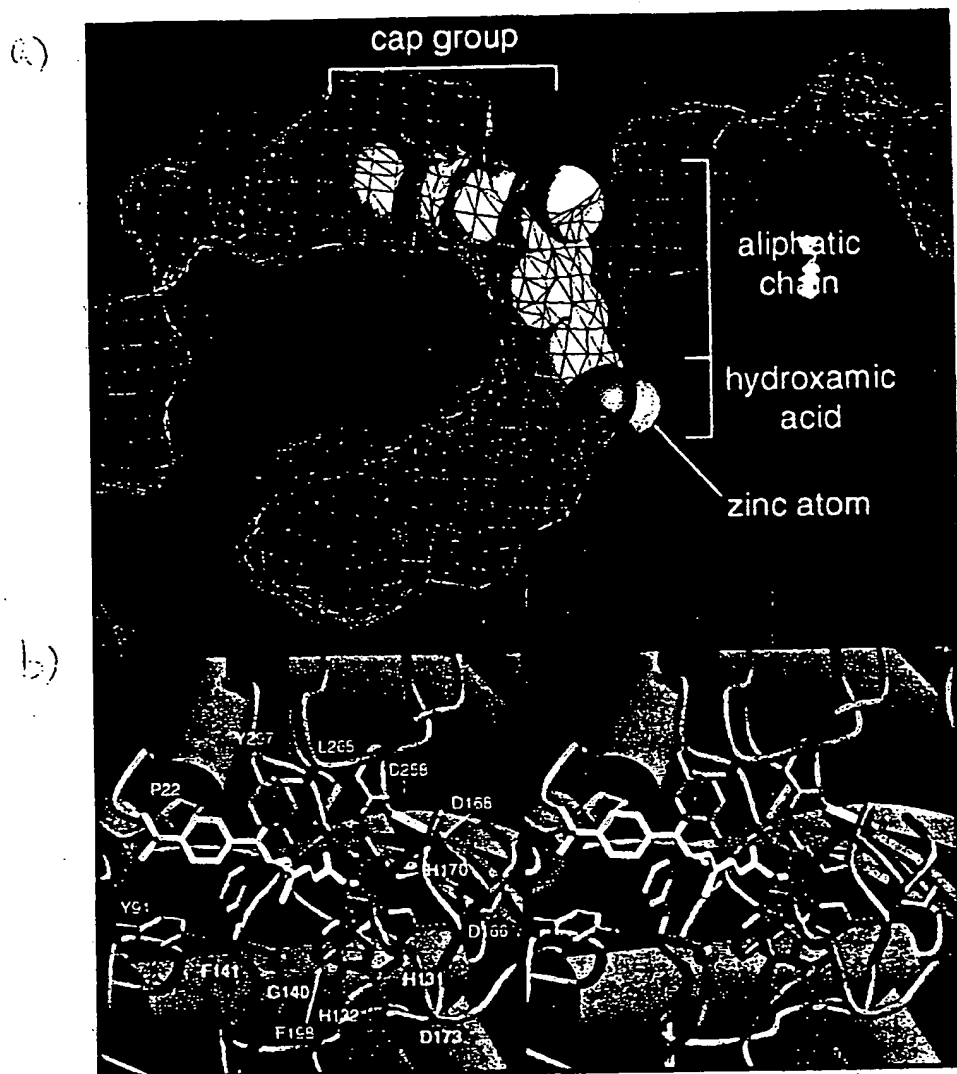 a)
cap group
aliphatic
chain
hydroxamic
acid
zinc atom
b)
Y297
L265
D258
P22
D166
H170
Y91
D166
F141
G140
H131
H132
F198
D173